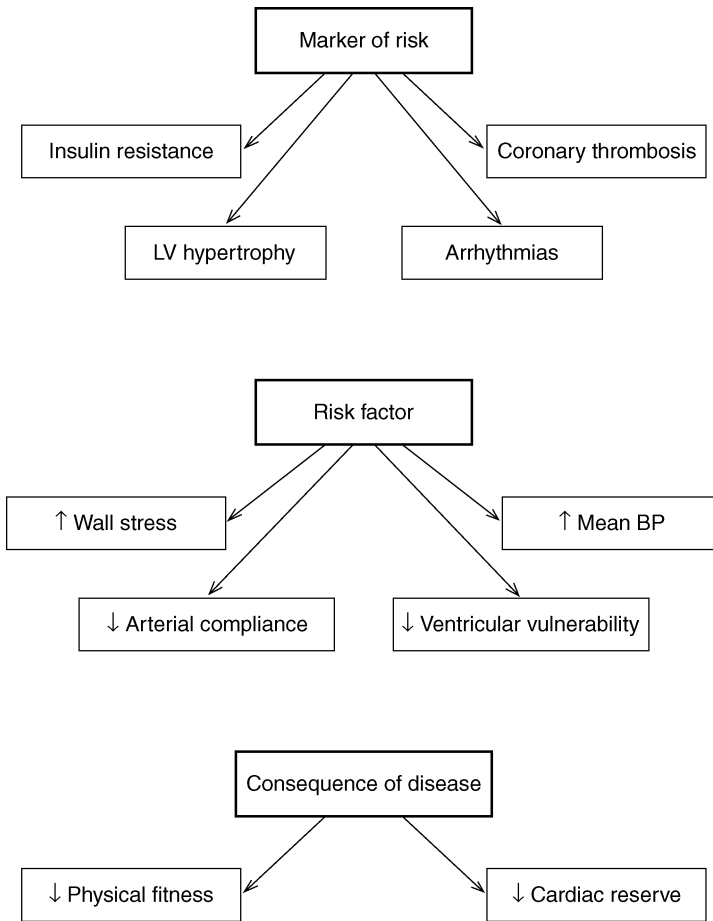 Marker of risk
Insulin resistance
Coronary thrombosis
LV hypertrophy
Arrhythmias
Risk factor
↑ Wall stress
↑ Mean BP
↓ Arterial compliance
↓ Ventricular vulnerability
Consequence of disease
↓ Physical fitness
↓ Cardiac reserve